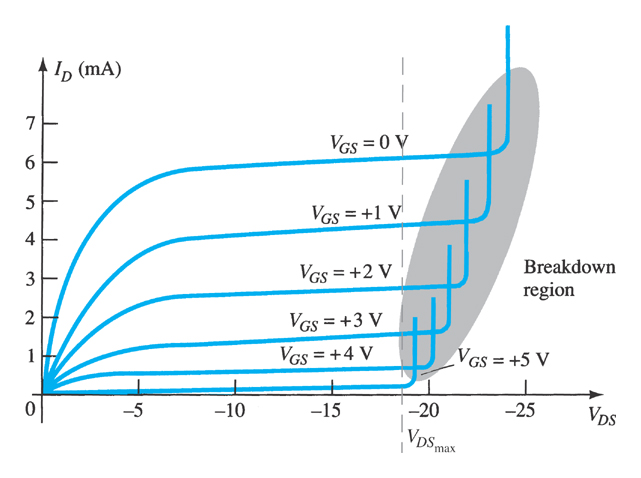 I_D (mA)
7
6
5
4
3
2
1
0
V_GS = 0 V
V_GS = +1 V
V_GS = +2 V
V_GS = +3 V
V_GS = +4 V
V_GS = +5 V
Breakdown
region
–5
–10
–15
–20
–25
V_DS
V_DSmax